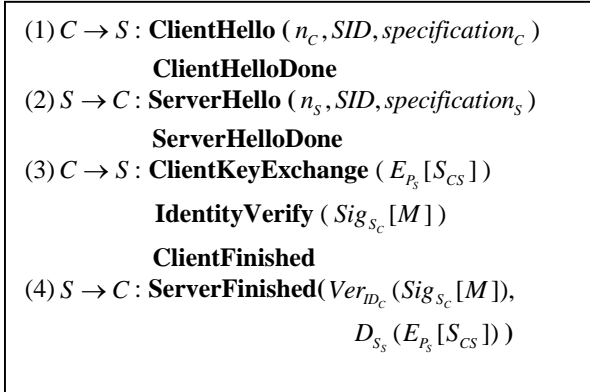 (1) C → S : ClientHello ( n_C , SID, specification_C )
ClientHelloDone
(2) S → C : ServerHello ( n_S , SID, specification_S )
ServerHelloDone
(3) C → S : ClientKeyExchange ( E_{P_S} [S_{CS}] )
IdentityVerify ( Sig_{S_C} [M] )
ClientFinished
(4) S → C : ServerFinished( Ver_{ID_C} (Sig_{S_C} [M]),
D_{S_S} (E_{P_S} [S_{CS}]) )